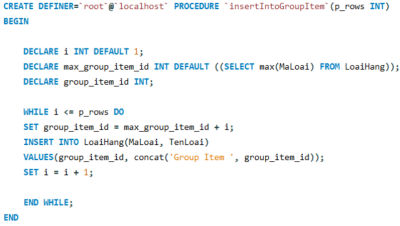 CREATE DEFINER=`root`@`localhost` PROCEDURE `insertIntoGroupItem`(p_rows INT)
BEGIN
DECLARE i INT DEFAULT 1;
DECLARE max_group_item_id INT DEFAULT ((SELECT max(MaLoai) FROM LoaiHang));
DECLARE group_item_id INT;
WHILE i <= p_rows DO
SET group_item_id = max_group_item_id + i;
INSERT INTO LoaiHang(MaLoai, TenLoai)
VALUES(group_item_id, concat('Group Item ', group_item_id));
SET i = i + 1;
END WHILE;
END